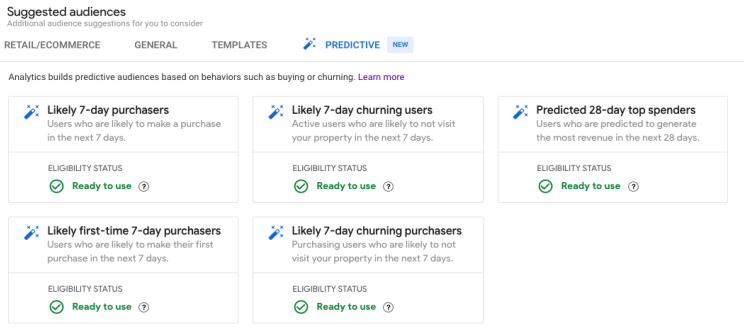 Suggested audiences
Additional audience suggestions for you to consider
RETAIL/ECOMMERCE GENERAL TEMPLATES PREDICTIVE NEW
Analytics builds predictive audiences based on behaviors such as buying or churning. Learn more
Likely 7-day purchasers
Users who are likely to make a purchase
in the next 7 days.
ELIGIBILITY STATUS
Ready to use ?
Likely 7-day churning users
Active users who are likely to not visit
your property in the next 7 days.
ELIGIBILITY STATUS
Ready to use ?
Predicted 28-day top spenders
Users who are predicted to generate
the most revenue in the next 28 days.
ELIGIBILITY STATUS
Ready to use ?
Likely first-time 7-day purchasers
Users who are likely to make their first
purchase in the next 7 days.
ELIGIBILITY STATUS
Ready to use ?
Likely 7-day churning purchasers
Purchasing users who are likely to not
visit your property in the next 7 days.
ELIGIBILITY STATUS
Ready to use ?